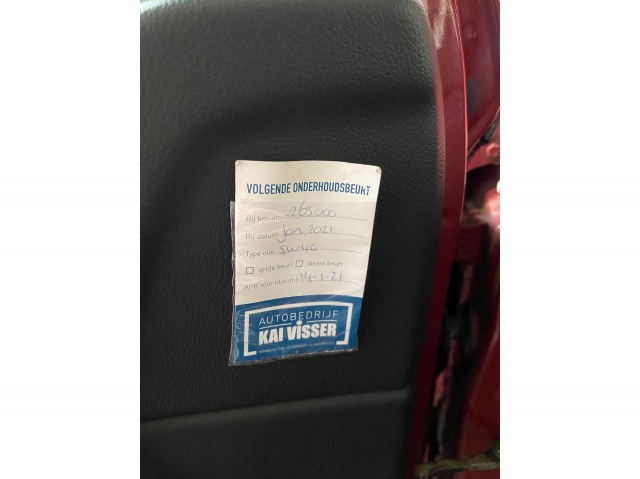 VOLGENDE ONDERHOUDSBEURT
Bij km-stand: 265000
Bij datum: Jan 2021
Type olie: 5W40
grote beurt kleine beurt
APK voor (datum) 14-1-21
AUTOBEDRIJF
KAI VISSER